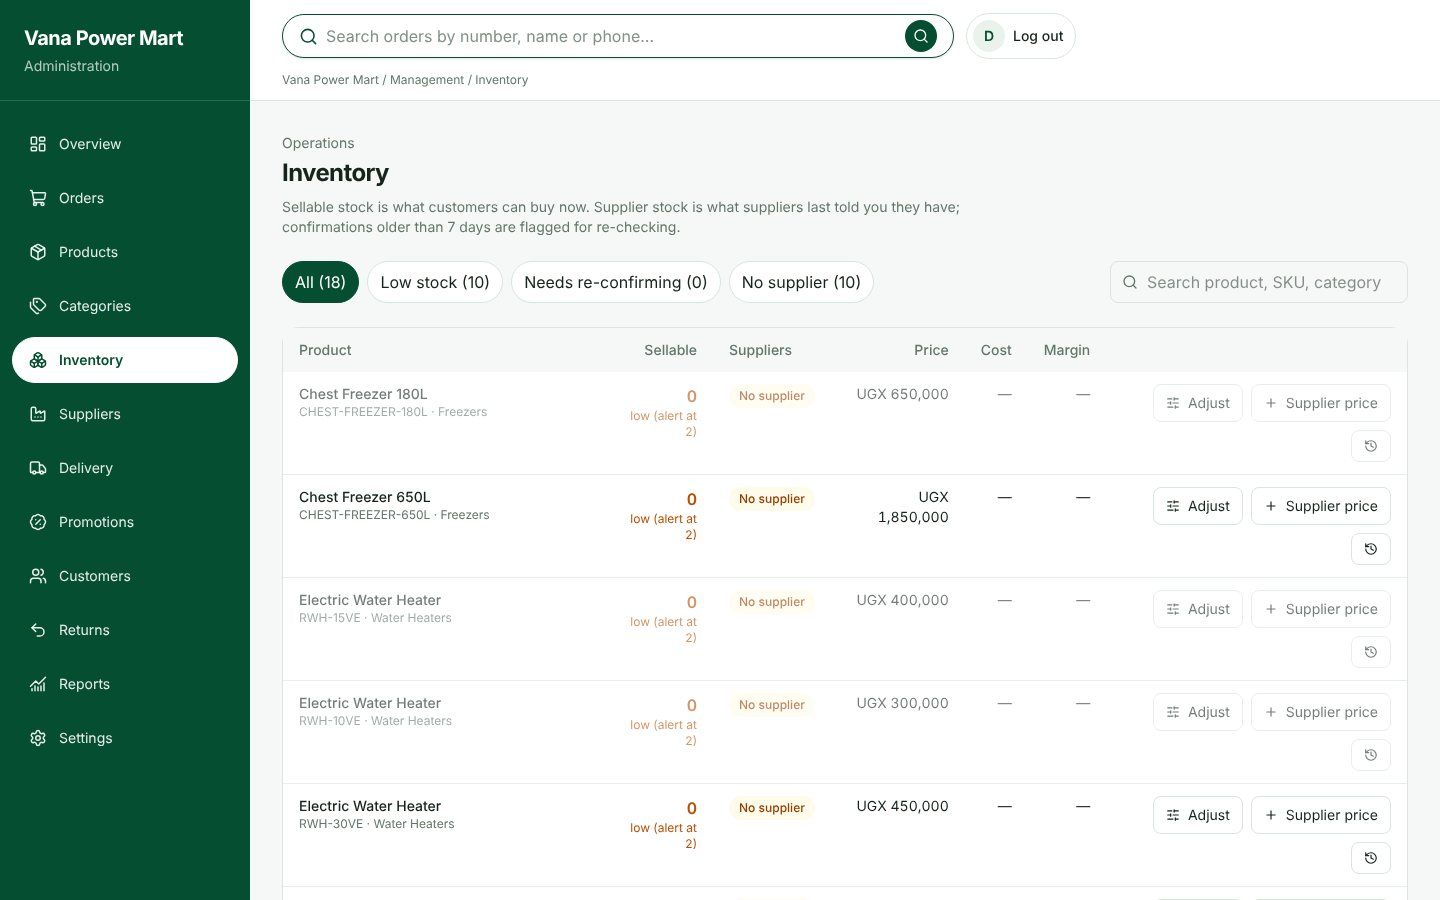 Vana Power Mart
Administration
Overview
Orders
Products
Categories
Inventory
Suppliers
Delivery
Promotions
Customers
Returns
Reports
Settings
Search orders by number, name or phone...
D Log out
Vana Power Mart / Management / Inventory
Operations
Inventory
Sellable stock is what customers can buy now. Supplier stock is what suppliers last told you they have;
confirmations older than 7 days are flagged for re-checking.
All (18) Low stock (10) Needs re-confirming (0) No supplier (10) Search product, SKU, category
Product Sellable Suppliers Price Cost Margin
Chest Freezer 180L 0 No supplier UGX 650,000 — — Adjust + Supplier price
CHEST-FREEZER-180L · Freezers low (alert at
2)
Chest Freezer 650L 0 No supplier UGX — — Adjust + Supplier price
CHEST-FREEZER-650L · Freezers low (alert at 1,850,000
2)
Electric Water Heater 0 No supplier UGX 400,000 — — Adjust + Supplier price
RWH-15VE · Water Heaters low (alert at
2)
Electric Water Heater 0 No supplier UGX 300,000 — — Adjust + Supplier price
RWH-10VE · Water Heaters low (alert at
2)
Electric Water Heater 0 No supplier UGX 450,000 — — Adjust + Supplier price
RWH-30VE · Water Heaters low (alert at
2)